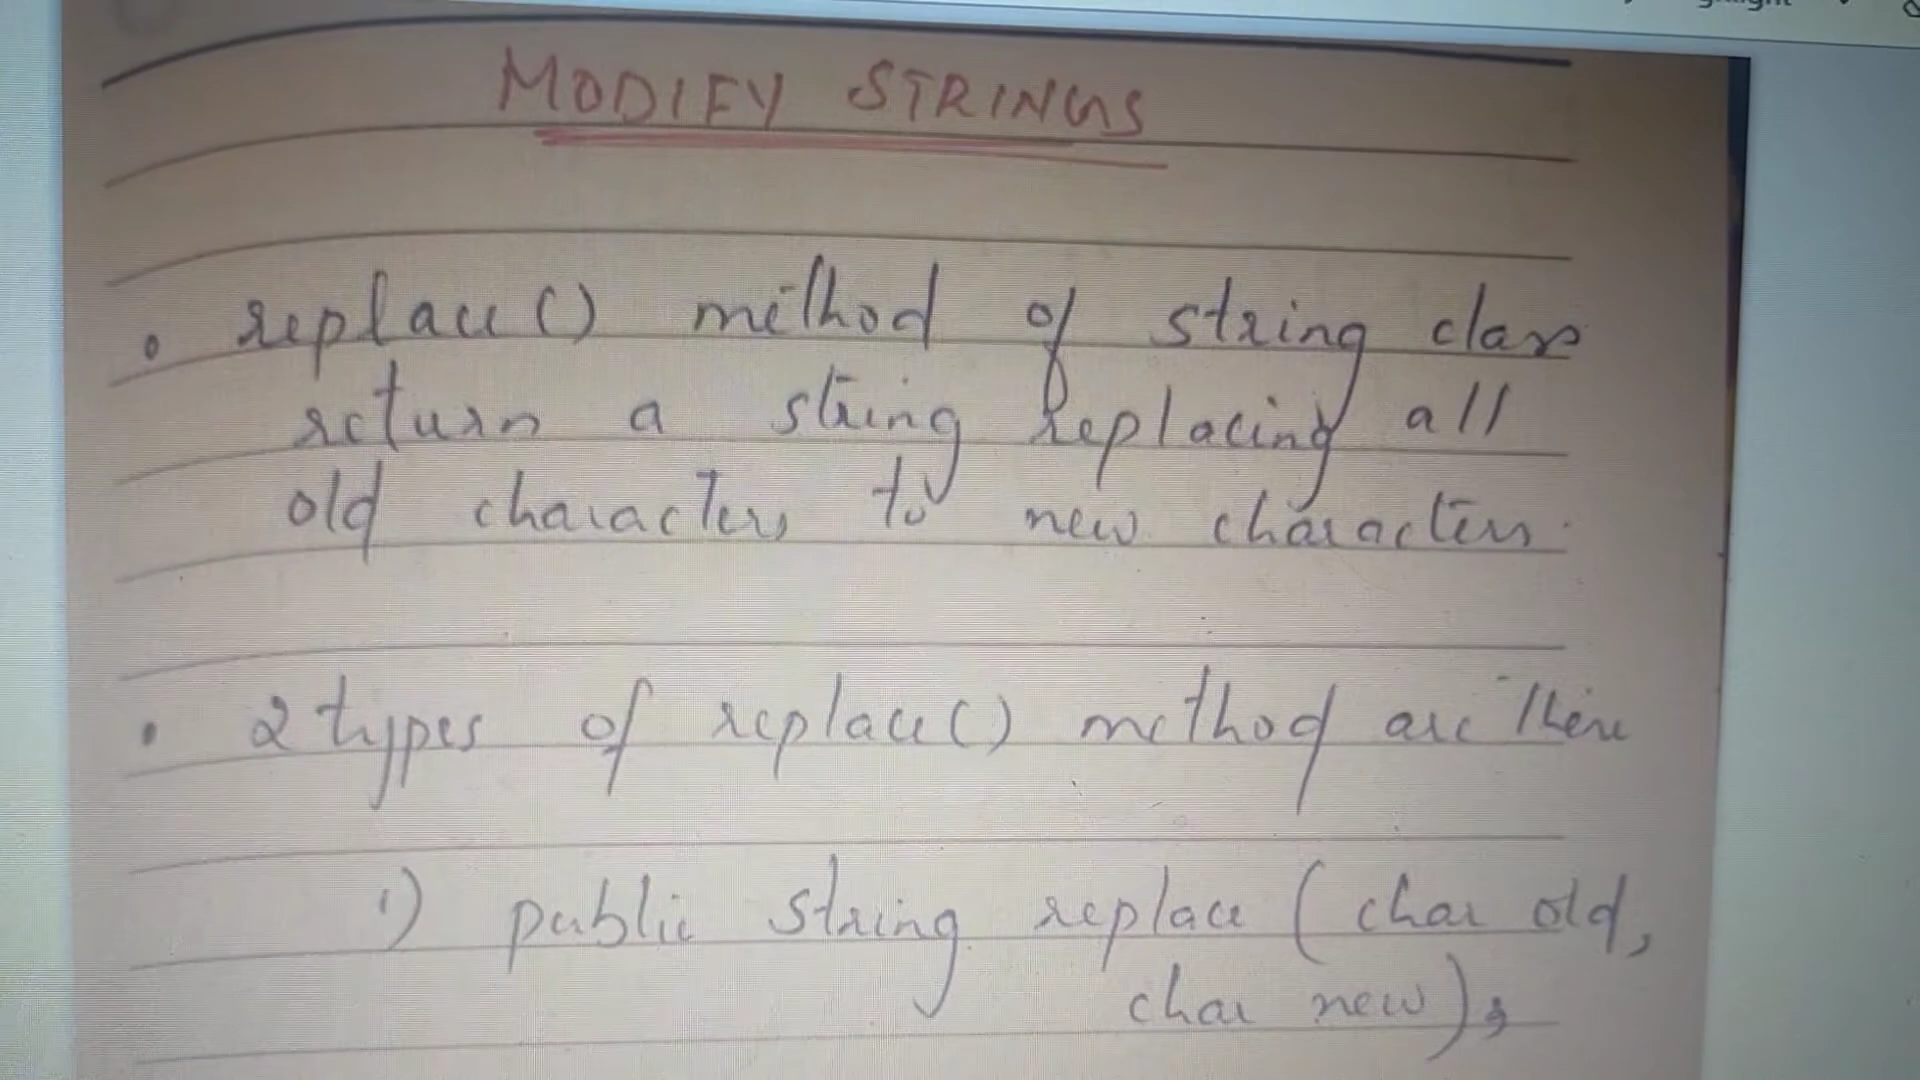 MODIFY STRINGS
• replace() method of string class
return a string replacing all
old characters to new characters.
• 2 types of replace() method are there
1) public string replace (char old,
char new);